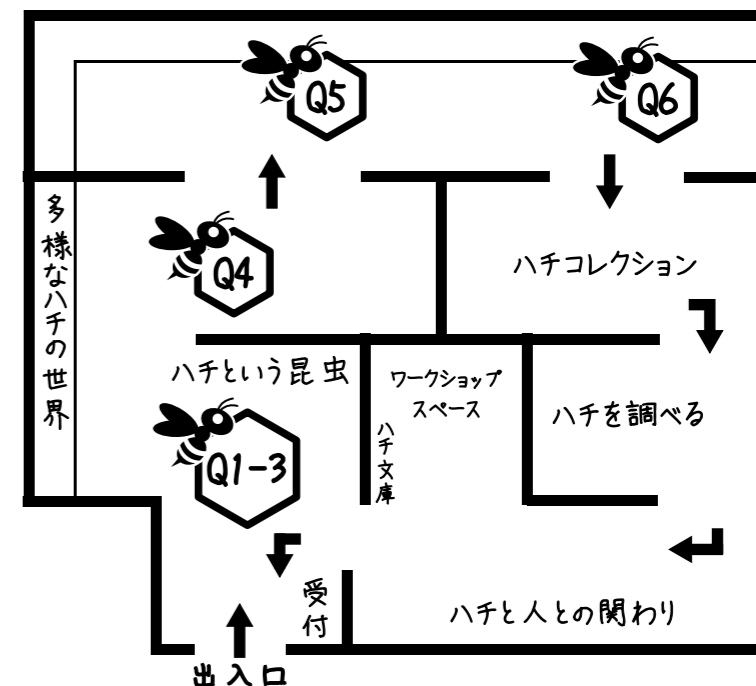 Q5
Q6
多様なハチの世界
Q4
ハチコレクション
ハチという昆虫
ワークショップ
スペース
ハチ文庫
ハチを調べる
Q1-3
受付
ハチと人との関わり
出入口